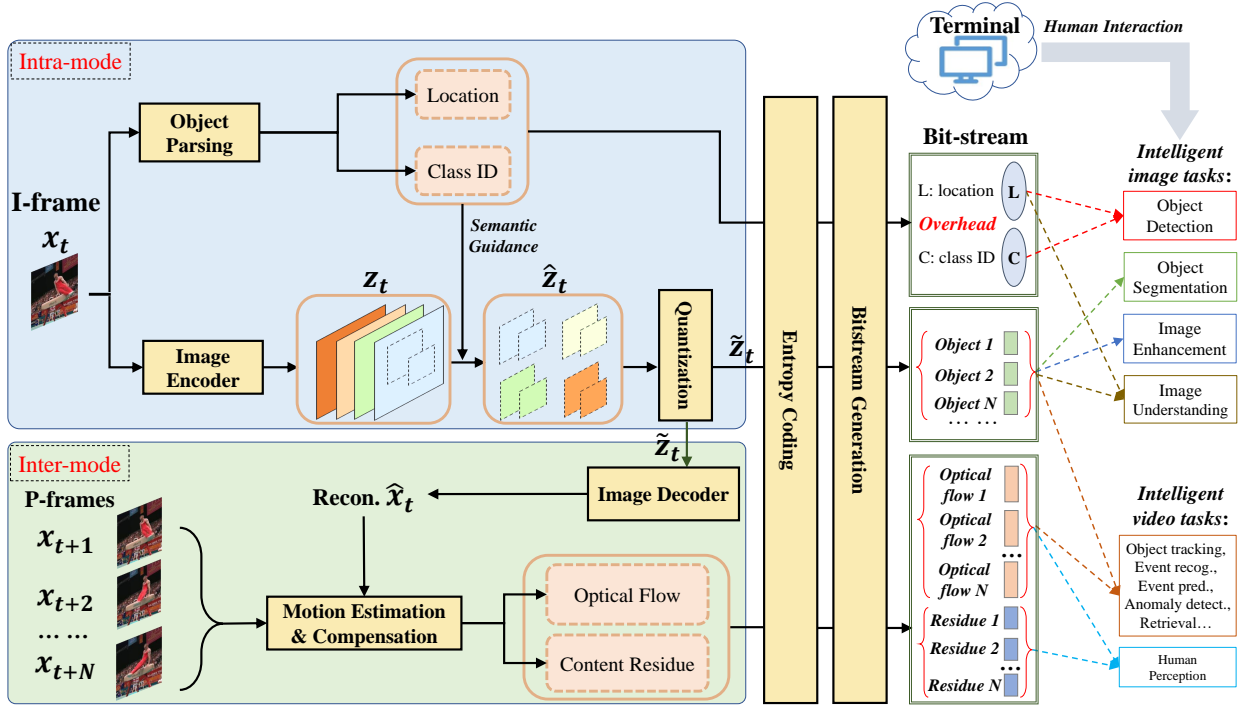 Terminal
Human Interaction
Intra-mode
Object
Parsing
Location
Class ID
I-frame
x_t
Semantic
Guidance
Image
Encoder
z_t
ẑ_t
Quantization
z̃_t
z̃_t
Entropy Coding
Bitstream Generation
Bit-stream
L: location
L
Overhead
C: class ID
C
Object 1
Object 2
Object N
... ...
Optical
flow 1
Optical
flow 2
...
Optical
flow N
Residue 1
Residue 2
...
Residue N
Intelligent
image tasks:
Object
Detection
Object
Segmentation
Image
Enhancement
Image
Understanding
Intelligent
video tasks:
Object tracking,
Event recog.,
Event pred.,
Anomaly detect.,
Retrieval…
Human
Perception
Inter-mode
P-frames
x_{t+1}
x_{t+2}
... ...
x_{t+N}
Recon. x̂_t
Image Decoder
Motion Estimation
& Compensation
Optical Flow
Content Residue